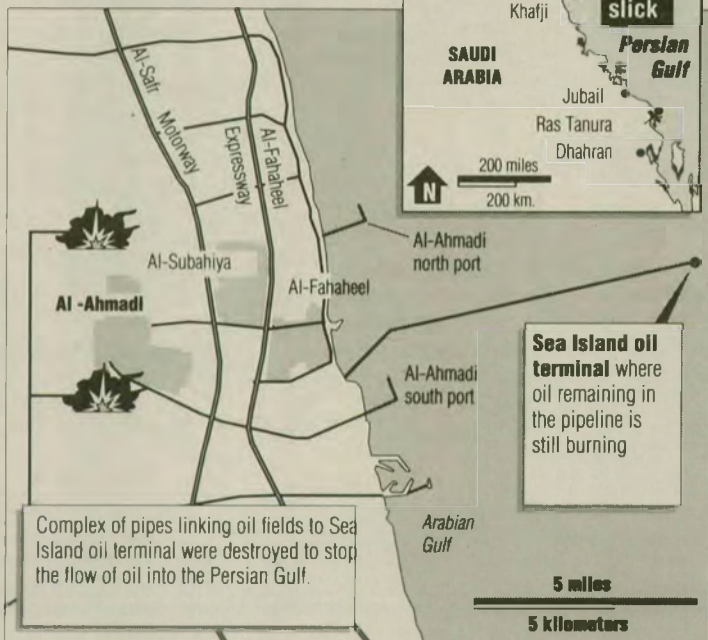 Khafji
slick
SAUDI
ARABIA
Persian
Gulf
Jubail
Ras Tanura
Dhahran
200 miles
200 km.
N
Al-Safr
Motorway
Expressway
Al-Fahaheel
Al-Ahmadi
north port
Al-Subahiya
Al-Fahaheel
Al -Ahmadi
Sea Island oil
terminal where
oil remaining in
the pipeline is
still burning
Al-Ahmadi
south port
Complex of pipes linking oil fields to Sea
Island oil terminal were destroyed to stop
the flow of oil into the Persian Gulf.
Arabian
Gulf
5 miles
5 kilometers